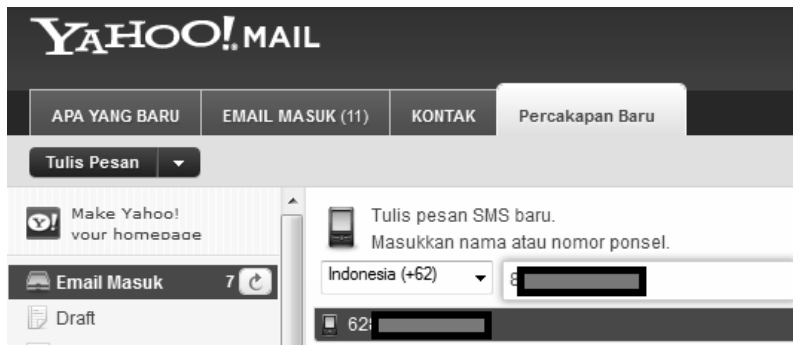 YAHOO! MAIL
APA YANG BARU
EMAIL MASUK (11)
KONTAK
Percakapan Baru
Tulis Pesan
Make Yahoo!
your homepage
Tulis pesan SMS baru.
Masukkan nama atau nomor ponsel.
Indonesia (+62)
8
Email Masuk 7
628
Draft